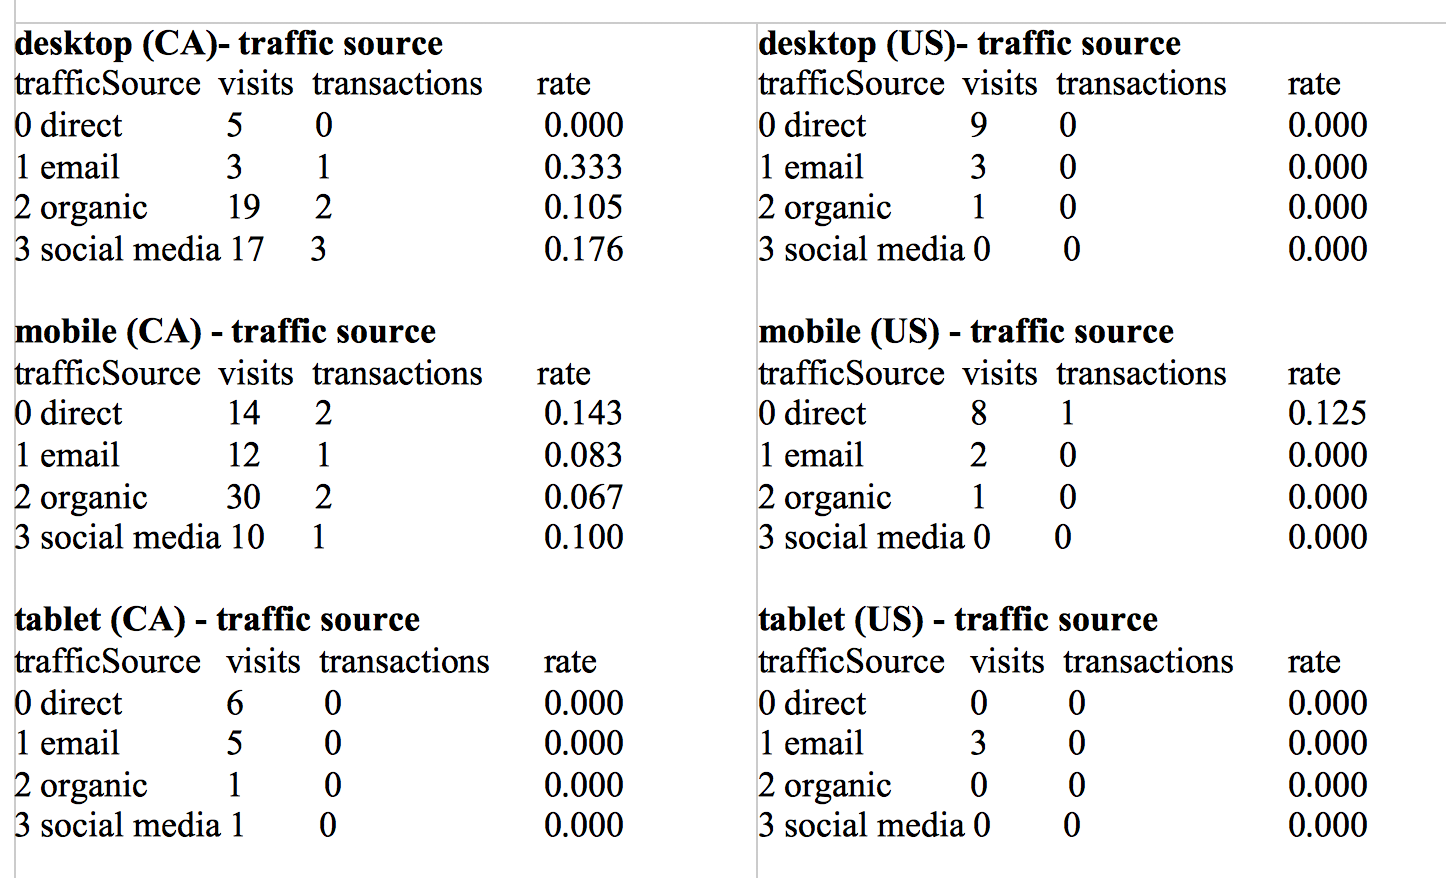 desktop (CA)- traffic source
trafficSource visits transactions rate
0 direct 5 0 0.000
1 email 3 1 0.333
2 organic 19 2 0.105
3 social media 17 3 0.176
mobile (CA) - traffic source
trafficSource visits transactions rate
0 direct 14 2 0.143
1 email 12 1 0.083
2 organic 30 2 0.067
3 social media 10 1 0.100
tablet (CA) - traffic source
trafficSource visits transactions rate
0 direct 6 0 0.000
1 email 5 0 0.000
2 organic 1 0 0.000
3 social media 1 0 0.000
desktop (US)- traffic source
trafficSource visits transactions rate
0 direct 9 0 0.000
1 email 3 0 0.000
2 organic 1 0 0.000
3 social media 0 0 0.000
mobile (US) - traffic source
trafficSource visits transactions rate
0 direct 8 1 0.125
1 email 2 0 0.000
2 organic 1 0 0.000
3 social media 0 0 0.000
tablet (US) - traffic source
trafficSource visits transactions rate
0 direct 0 0 0.000
1 email 3 0 0.000
2 organic 0 0 0.000
3 social media 0 0 0.000